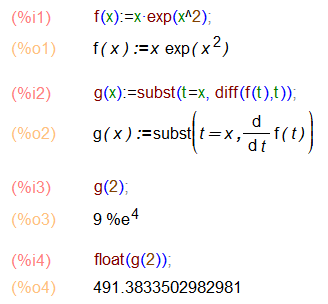 (%i1) f(x):=x·exp(x^2);
(%o1) f(x):=x exp(x²)
(%i2) g(x):=subst(t=x, diff(f(t),t));
(%o2) g(x):=subst(t=x, d/dt f(t))
(%i3) g(2);
(%o3) 9 %e⁴
(%i4) float(g(2));
(%o4) 491.3833502982981